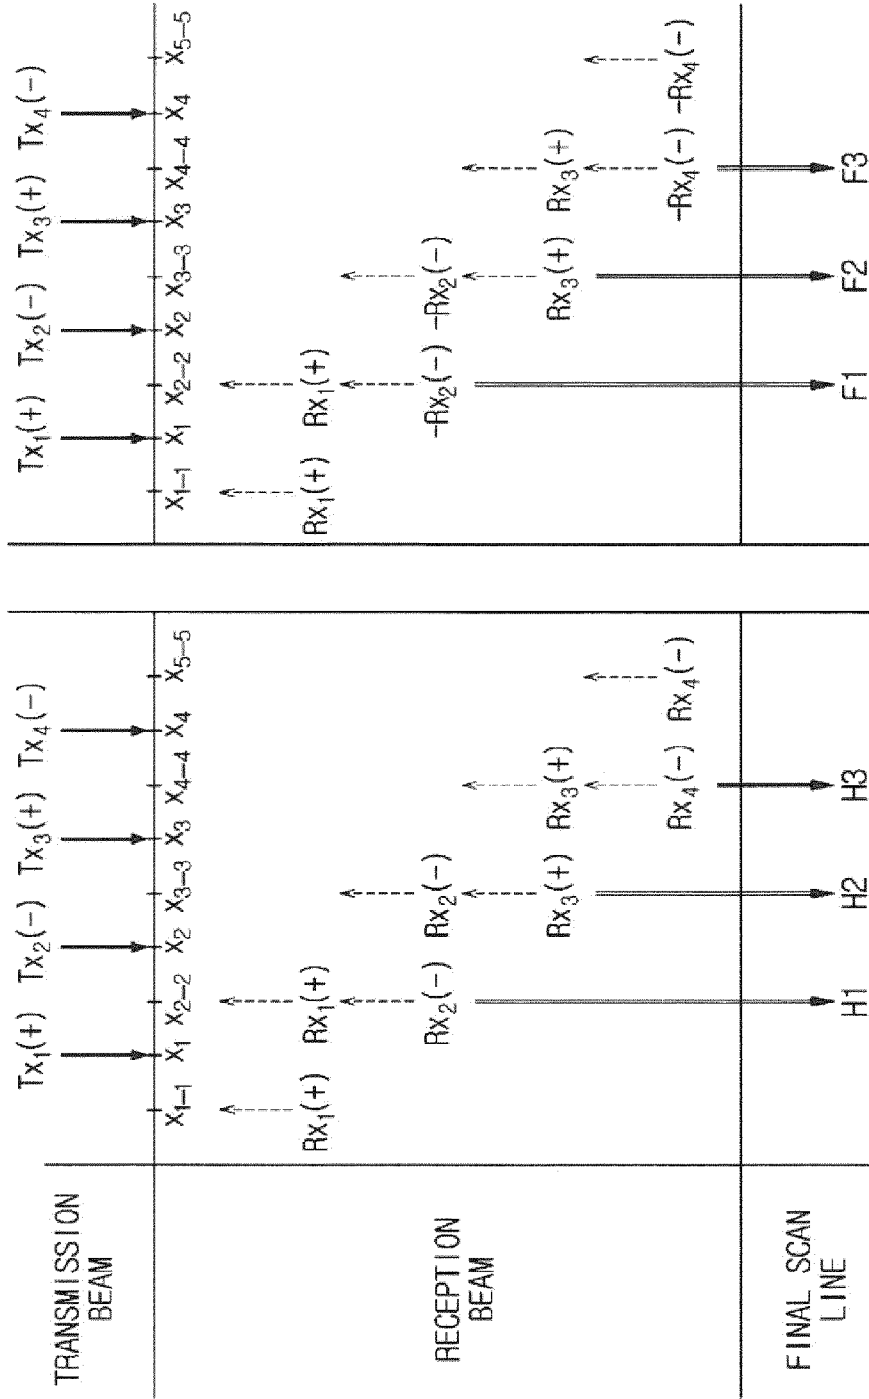 Tx₁(+) Tx₂(-) Tx₃(+) Tx₄(-)
X₁₋₁ X₁ X₂₋₂ X₂ X₃₋₃ X₃ X₄₋₄ X₄ X₅₋₅
Rx₁(+) Rx₁(+)
-Rx₂(-) -Rx₂(-)
Rx₃(+) Rx₃(+)
-Rx₄(-) -Rx₄(-)
F1 F2 F3
TRANSMISSION
BEAM
Tx₁(+) Tx₂(-) Tx₃(+) Tx₄(-)
X₁₋₁ X₁ X₂₋₂ X₂ X₃₋₃ X₃ X₄₋₄ X₄ X₅₋₅
RECEPTION
BEAM
Rx₁(+) Rx₁(+)
Rx₂(-) Rx₂(-)
Rx₃(+) Rx₃(+)
Rx₄(-) Rx₄(-)
FINAL SCAN
LINE
H1 H2 H3